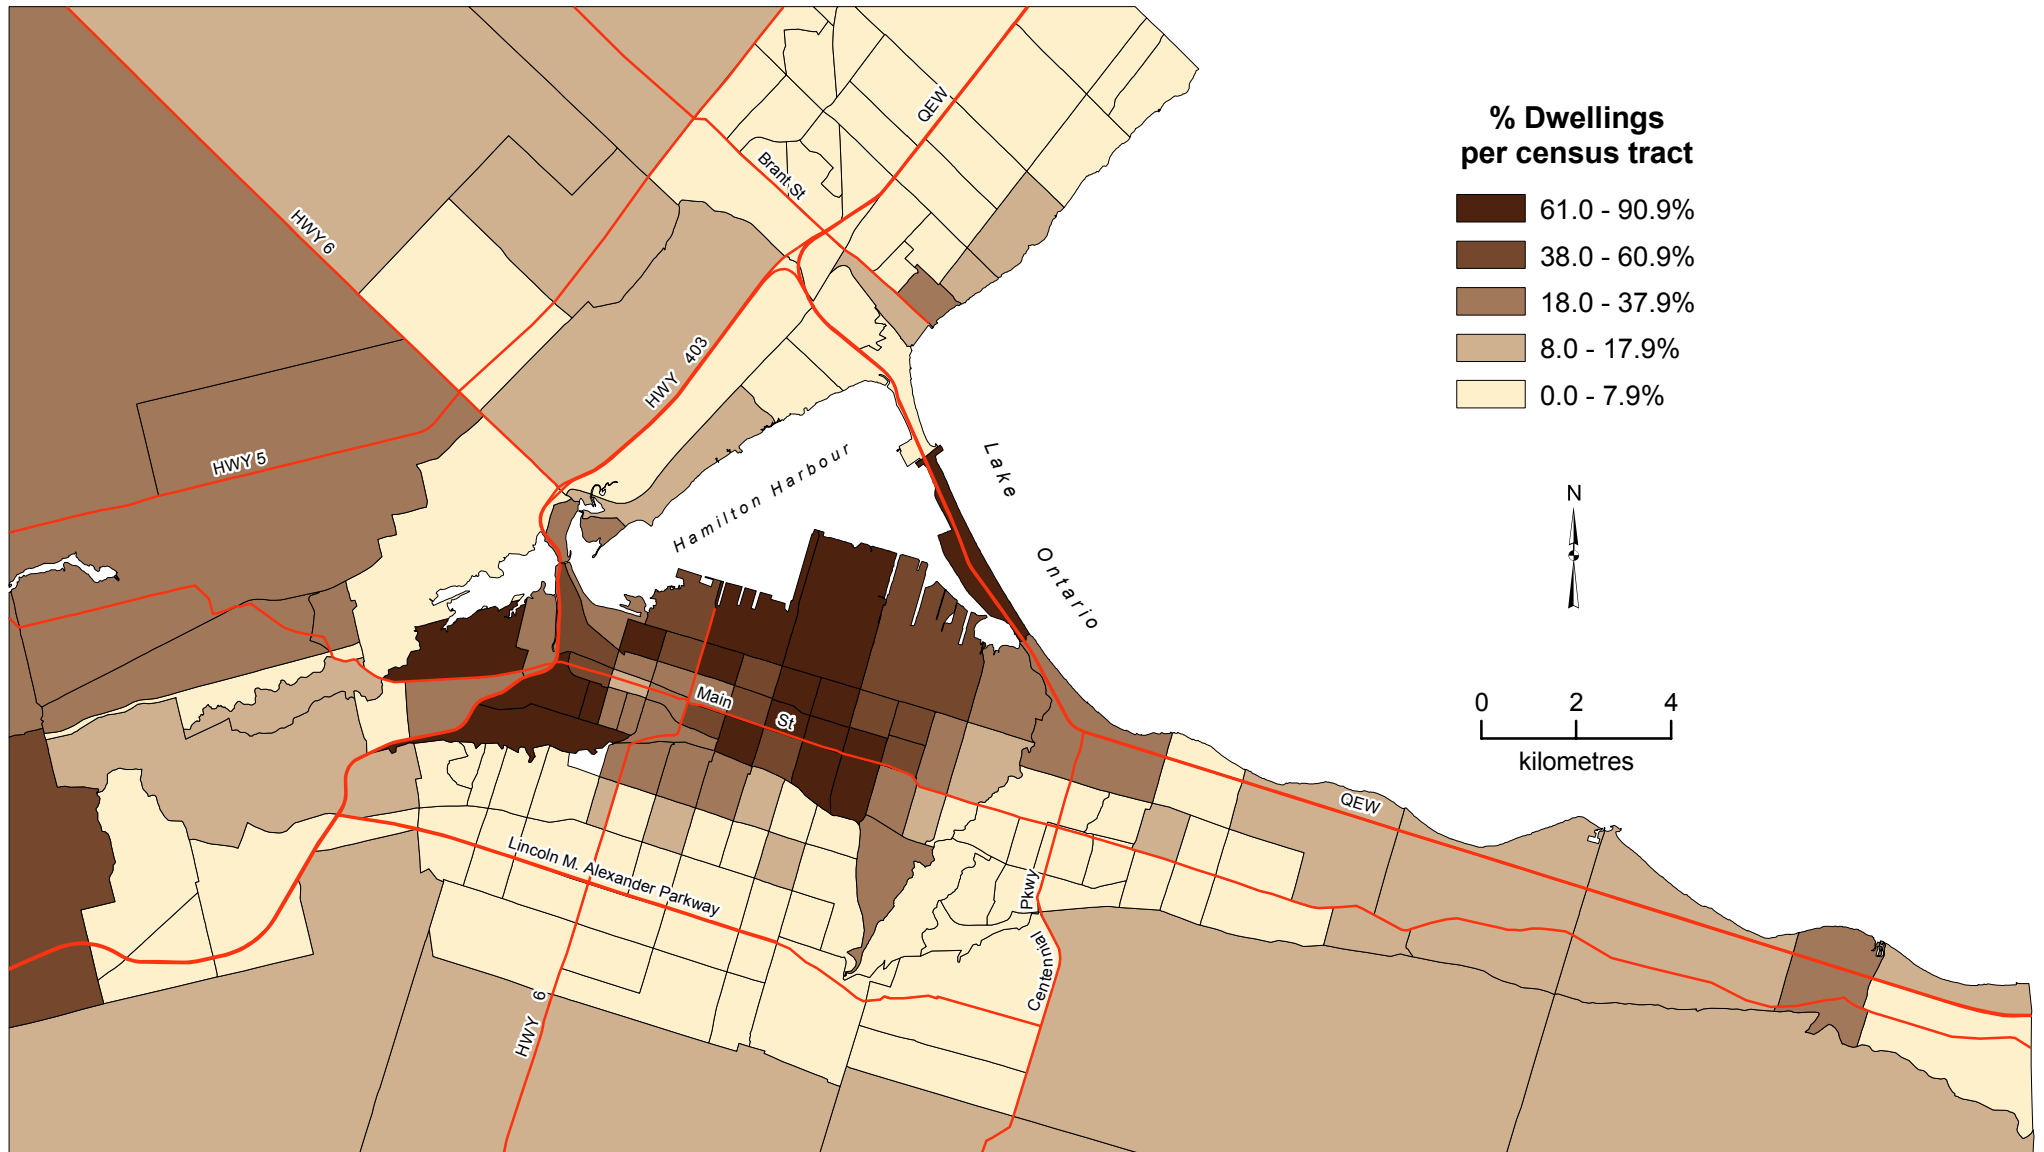 % Dwellings
per census tract
61.0 - 90.9%
38.0 - 60.9%
18.0 - 37.9%
8.0 - 17.9%
0.0 - 7.9%
N
0 2 4
kilometres
QEW
Brant St
HWY 6
HWY 403
HWY 5
Hamilton Harbour
Lake
Ontario
Main St
QEW
Lincoln M. Alexander Parkway
Centennial Pkwy
HWY 6